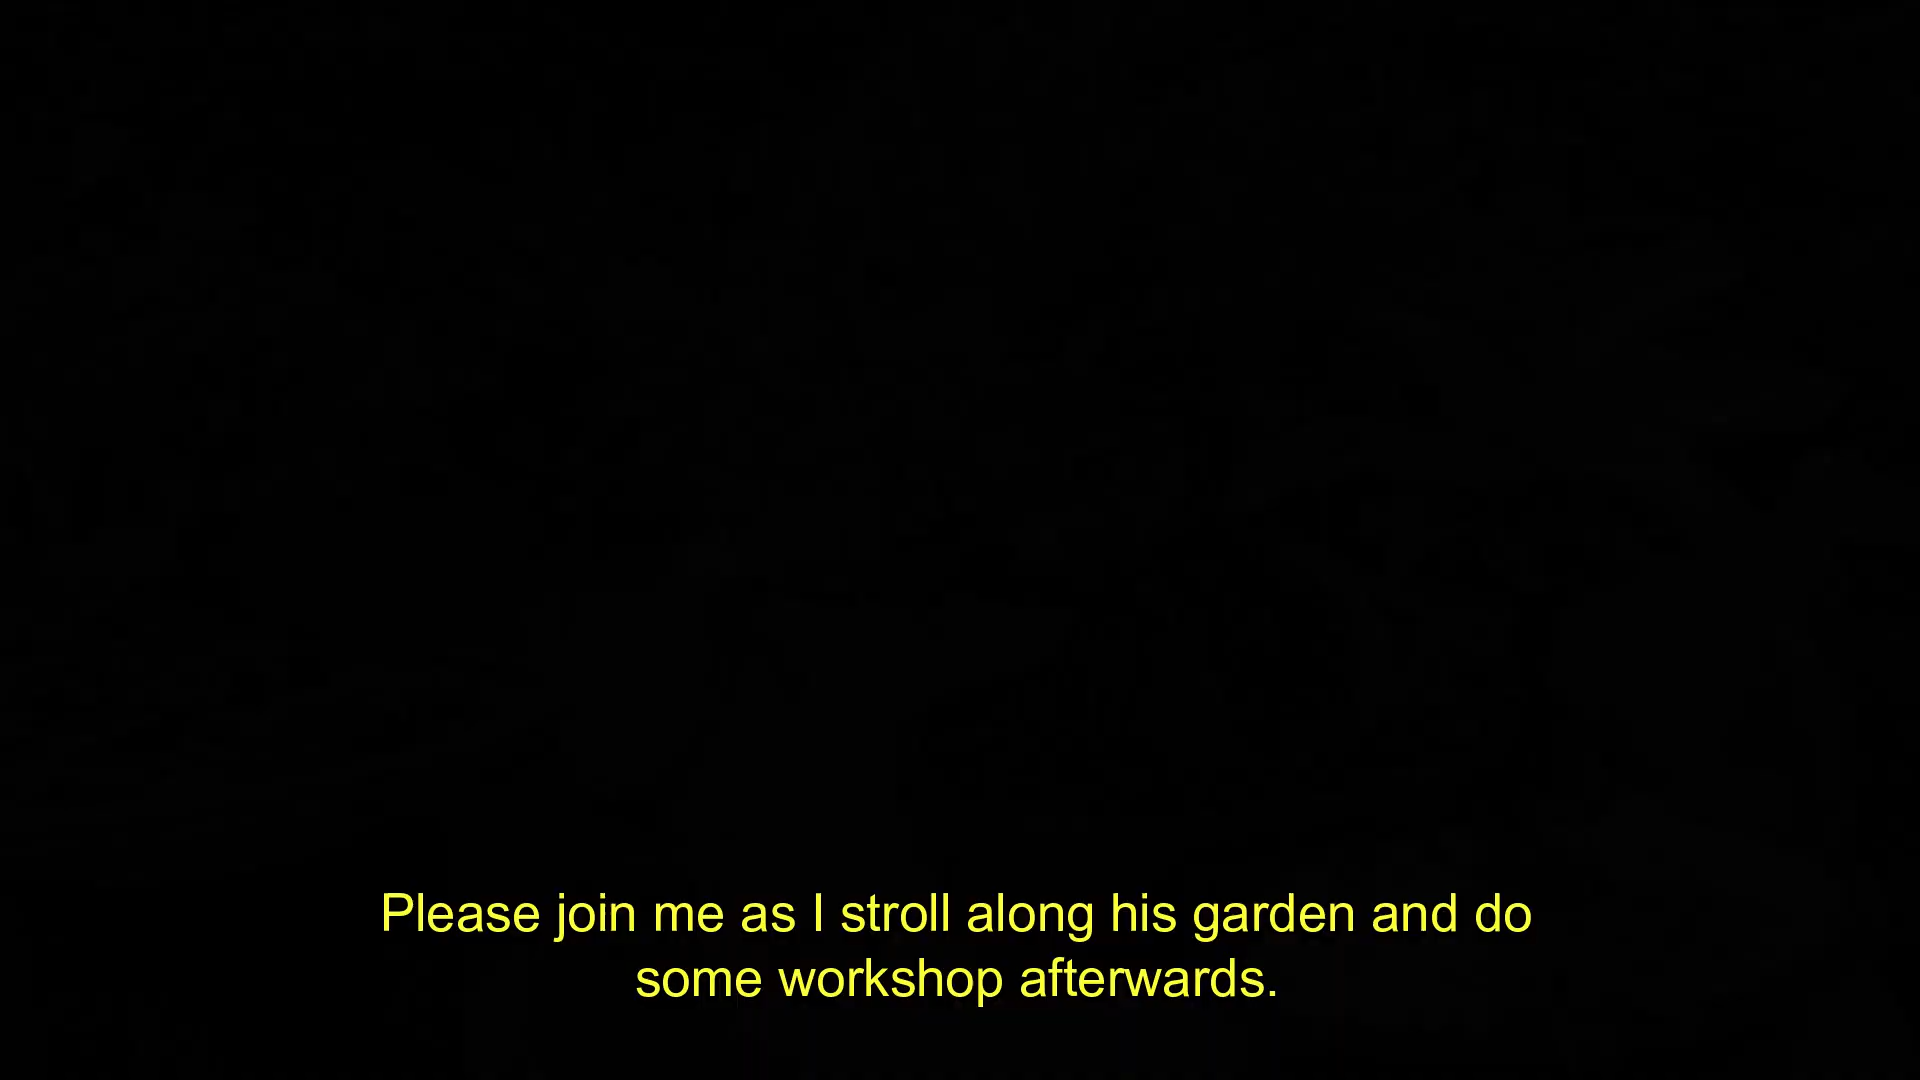 Please join me as I stroll along his garden and do
some workshop afterwards.